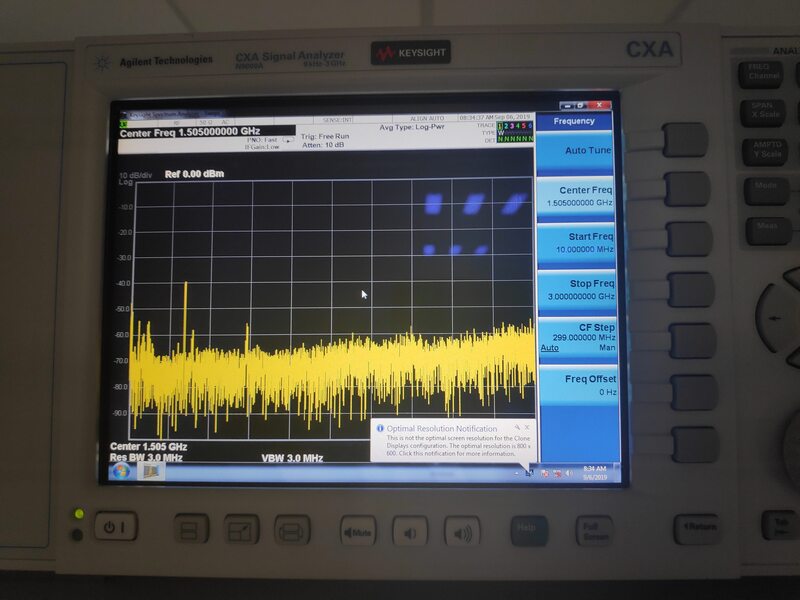 Agilent Technologies
CXA Signal Analyzer
N9000A
9 kHz-3 GHz
KEYSIGHT
CXA
ANAL
RF
50 Ω
AC
SENSE:INT
ALIGN AUTO
08:34:37 AM Sep 06, 2019
Center Freq 1.505000000 GHz
PNO: Fast
IFGain:Low
Trig: Free Run
Atten: 10 dB
Avg Type: Log-Pwr
TRACE 1 2 3 4 5 6
TYPE W
DET N N N N N N
10 dB/div
Log
Ref 0.00 dBm
-10.0
-20.0
-30.0
-40.0
-50.0
-60.0
-70.0
-80.0
-90.0
Center 1.505 GHz
Res BW 3.0 MHz
VBW 3.0 MHz
Frequency
Auto Tune
Center Freq
1.505000000 GHz
Start Freq
10.000000 MHz
Stop Freq
3.000000000 GHz
CF Step
299.000000 MHz
Auto
Man
Freq Offset
0 Hz
Optimal Resolution Notification
This is not the optimal screen resolution for the Clone
Displays configuration. The optimal resolution is 800 x
600. Click this notification for more information.
8:34 AM
9/6/2019
FREQ
Channel
SPAN
X Scale
AMPTD
Y Scale
Mode
Meas
Mute
Help
Full
Screen
Return
Tab